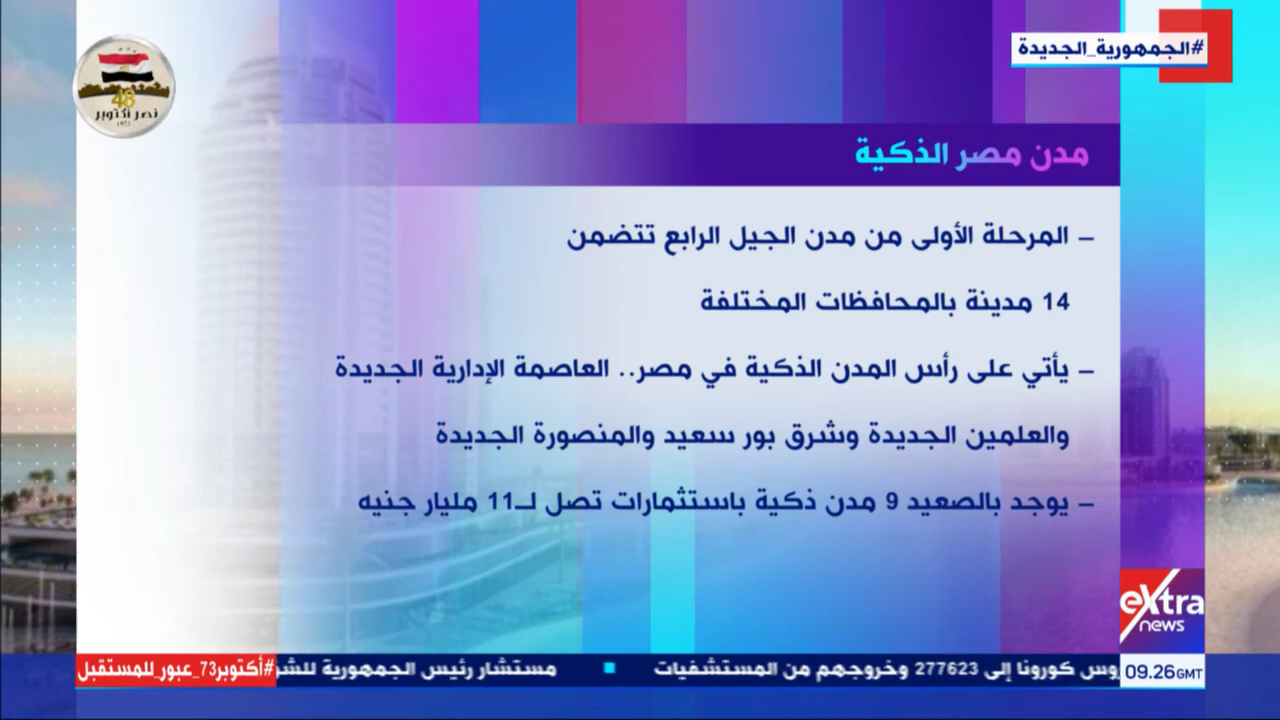 #الجمهورية_الجديدة
48
نصر أكتوبر
1973
مدن مصر الذكية
– المرحلة الأولى من مدن الجيل الرابع تتضمن
14 مدينة بالمحافظات المختلفة
– يأتي على رأس المدن الذكية في مصر.. العاصمة الإدارية الجديدة
والعلمين الجديدة وشرق بور سعيد والمنصورة الجديدة
– يوجد بالصعيد 9 مدن ذكية باستثمارات تصل لـ11 مليار جنيه
eXtra
news
09.26 GMT
كورونا إلى 277623 وخروجهم من المستشفيات ■ مستشار رئيس الجمهورية
#أكتوبر73_عبور_للمستقبل